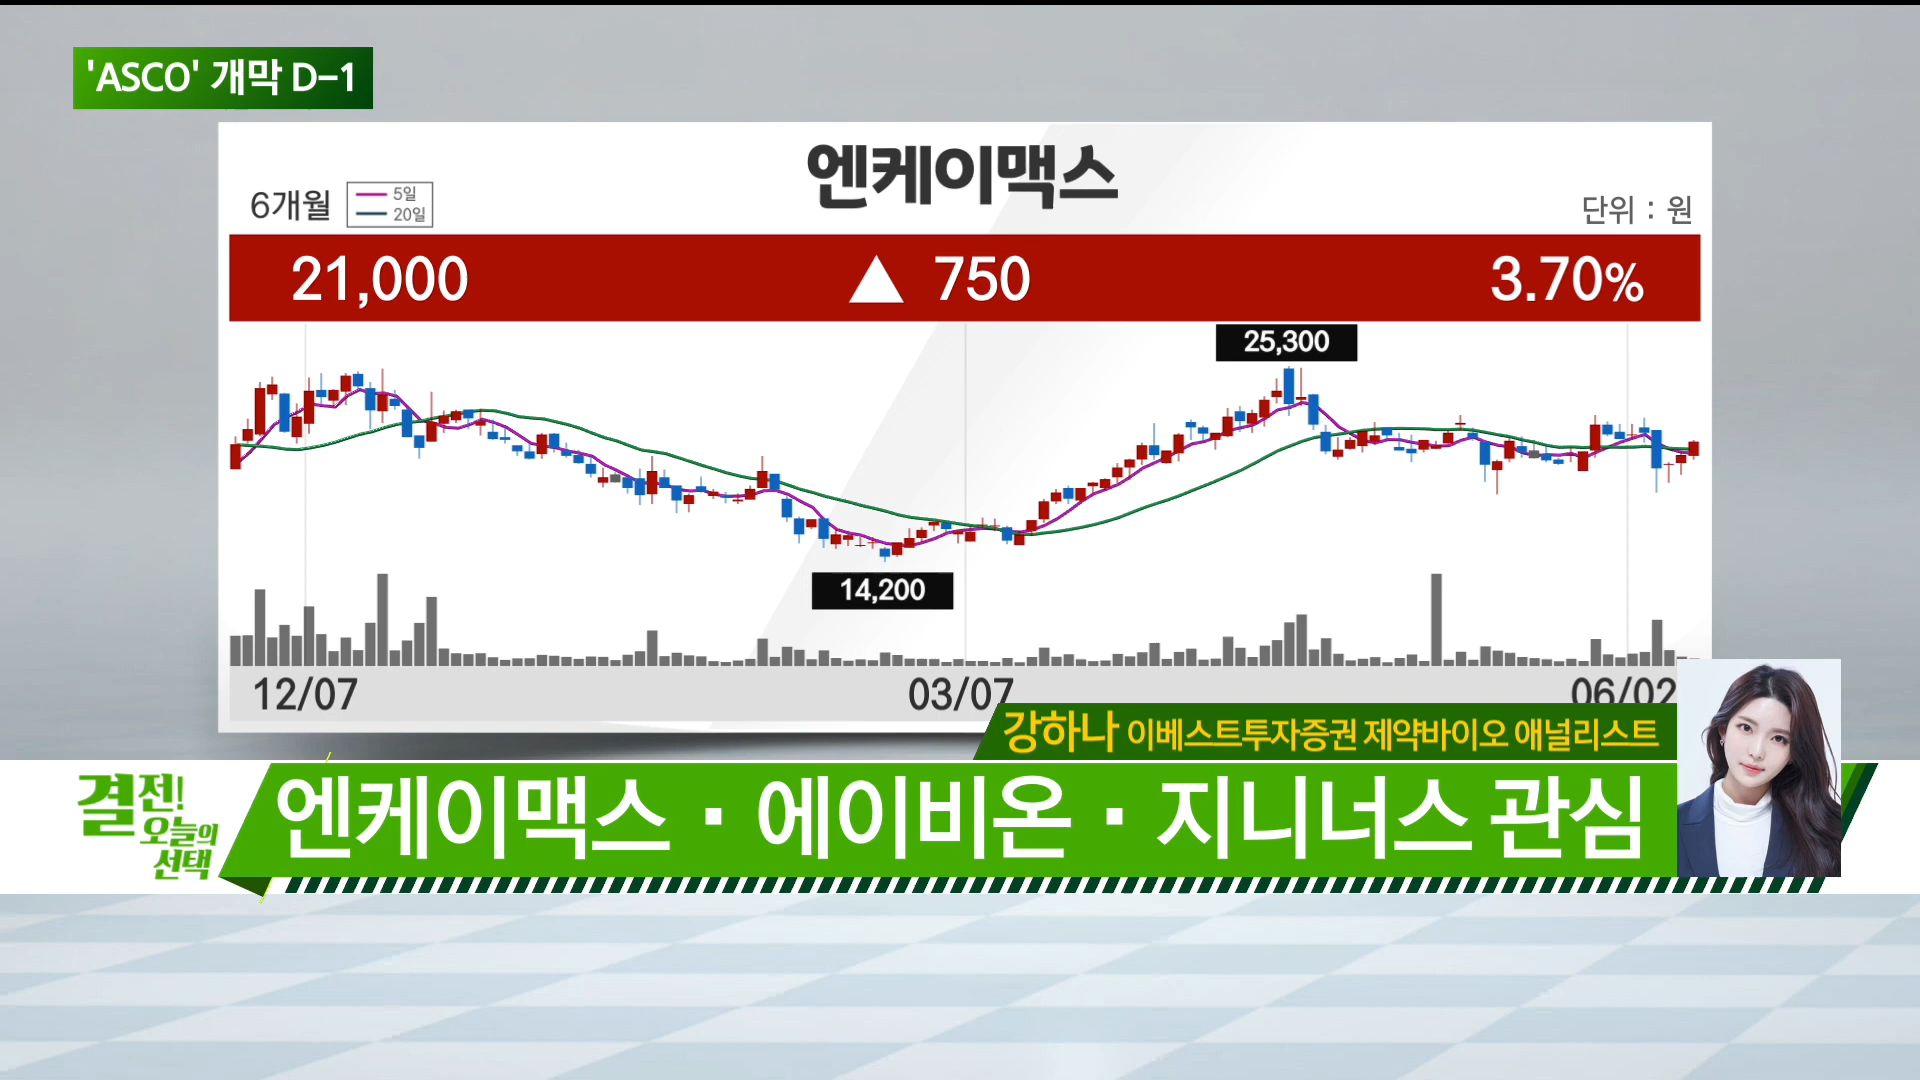 'ASCO' 개막 D-1
엔케이맥스
6개월
5일
20일
단위 : 원
21,000 ▲ 750 3.70%
25,300
14,200
12/07 03/07 06/02
강하나 이베스트투자증권 제약바이오 애널리스트
결전!
오늘의
선택
엔케이맥스 · 에이비온 · 지니너스 관심